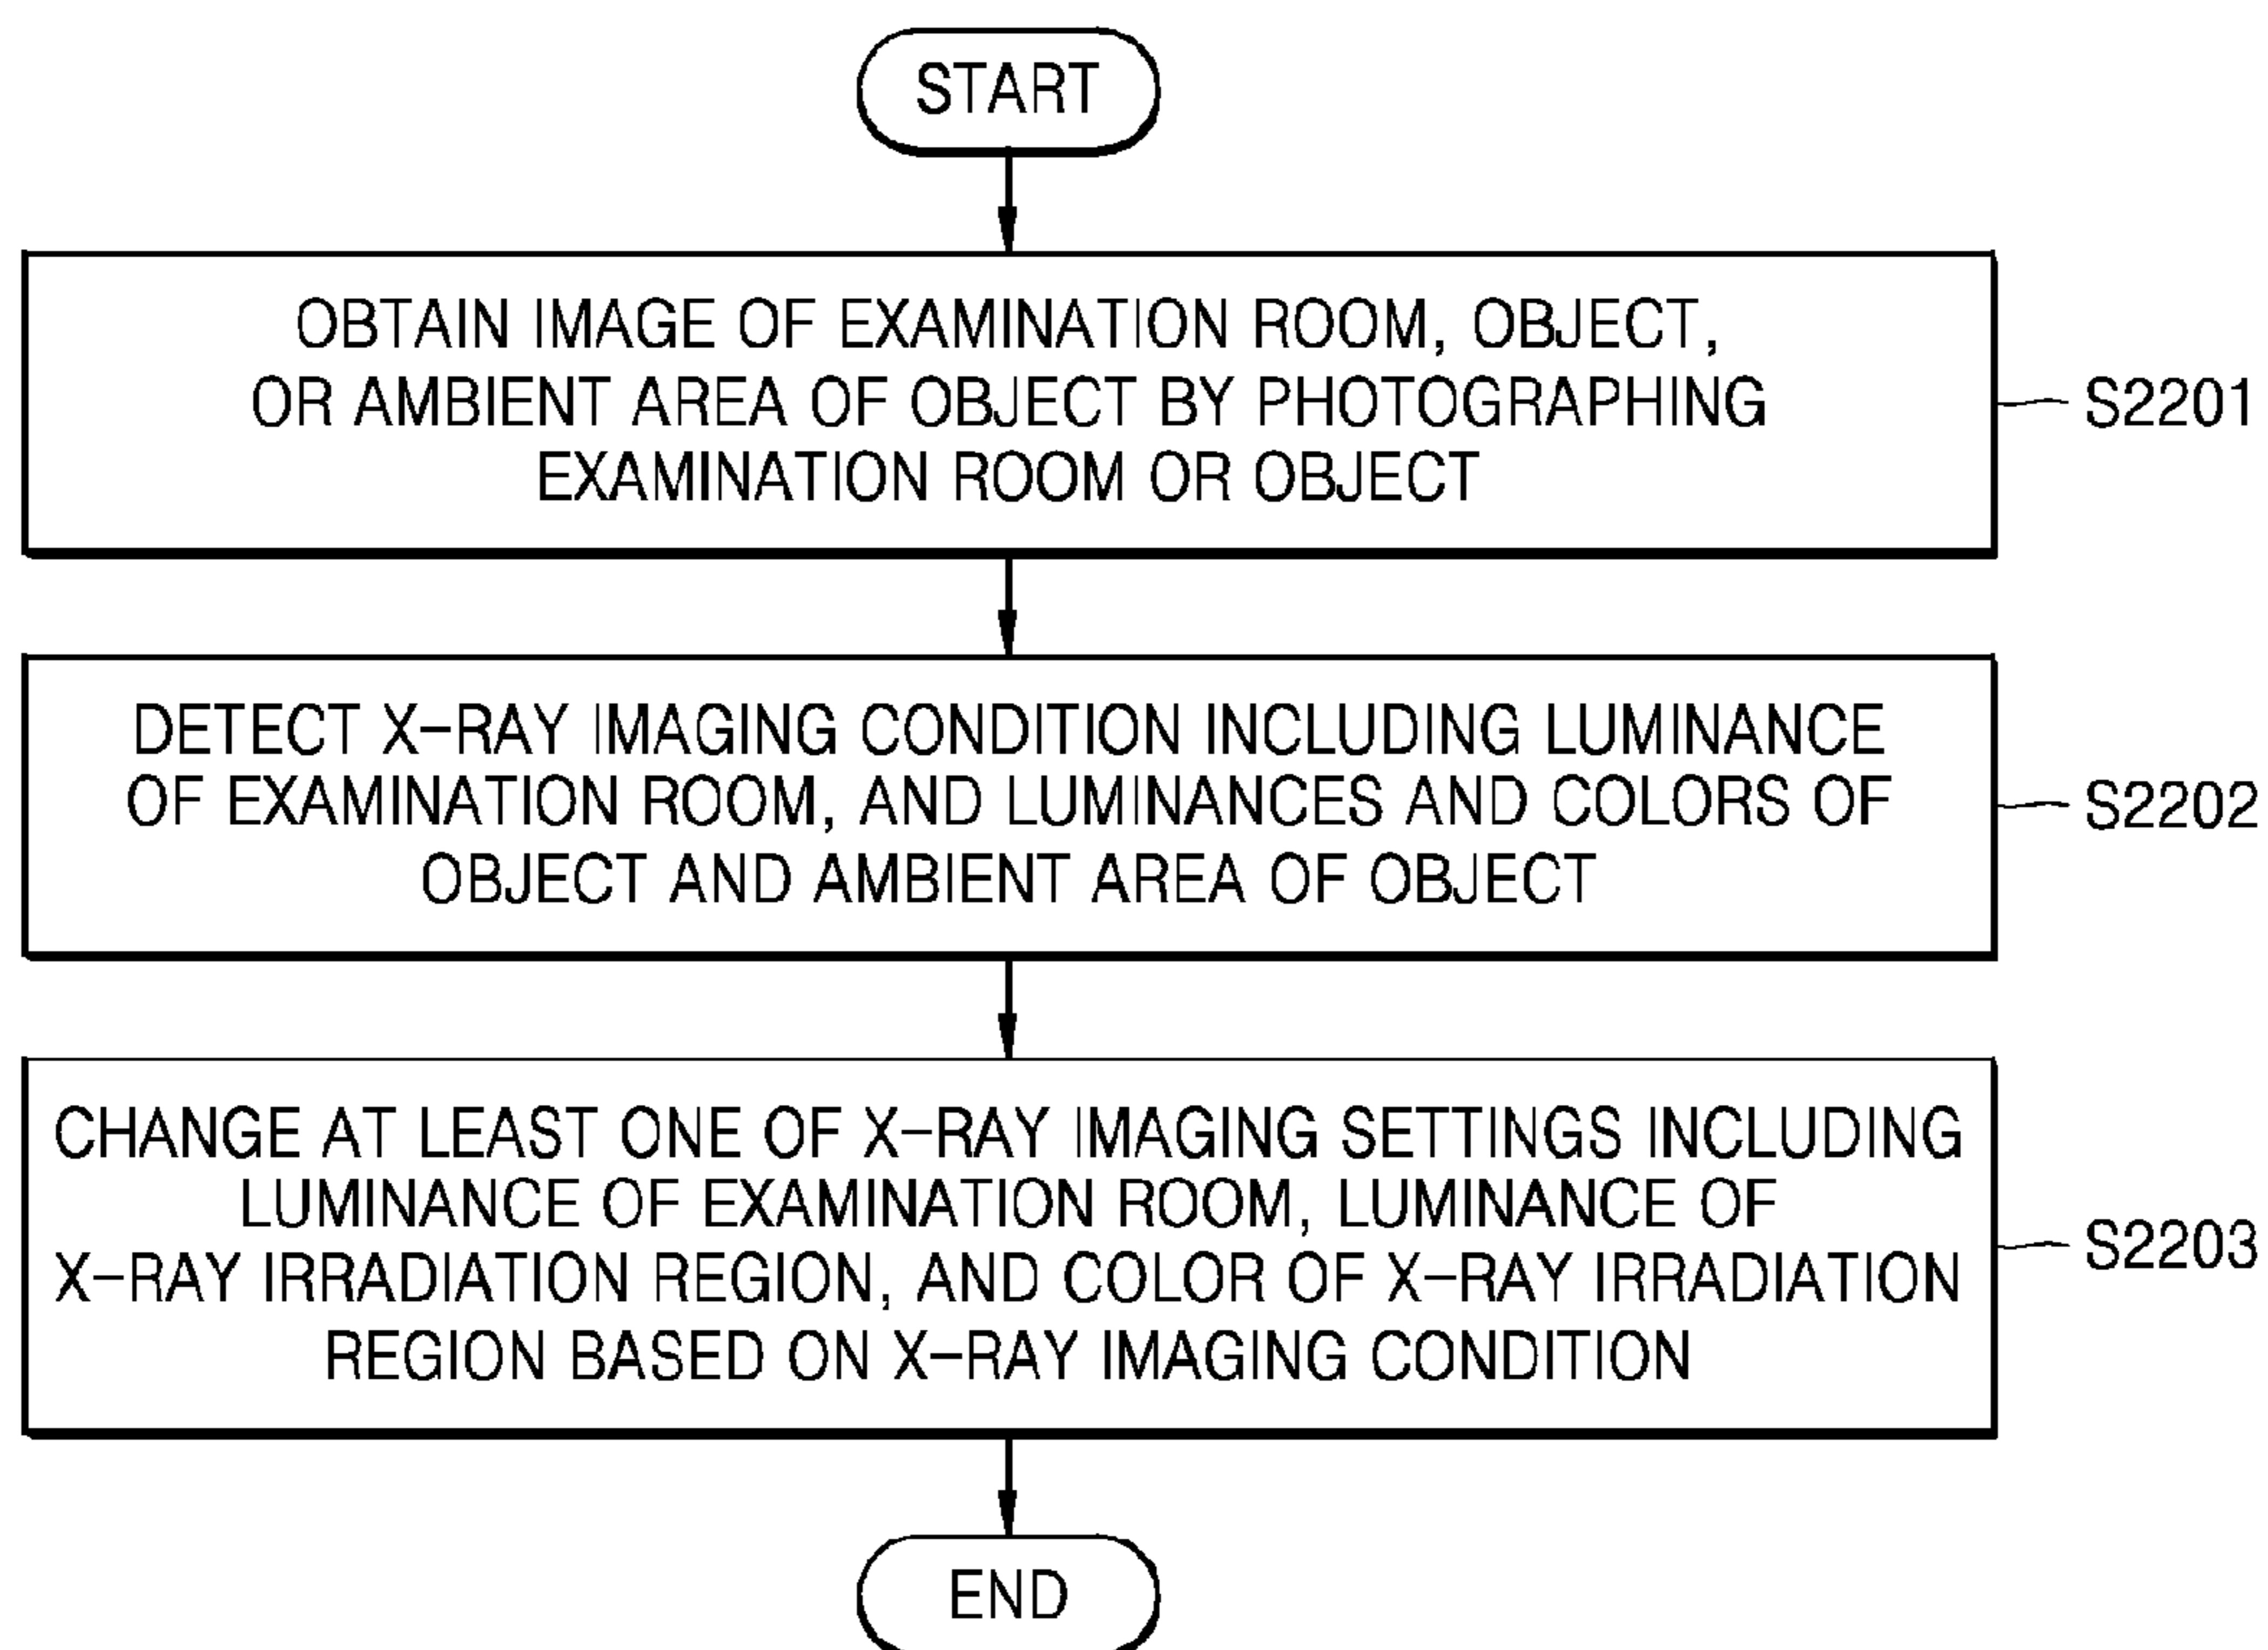 START
OBTAIN IMAGE OF EXAMINATION ROOM, OBJECT,
OR AMBIENT AREA OF OBJECT BY PHOTOGRAPHING
EXAMINATION ROOM OR OBJECT
S2201
DETECT X-RAY IMAGING CONDITION INCLUDING LUMINANCE
OF EXAMINATION ROOM, AND LUMINANCES AND COLORS OF
OBJECT AND AMBIENT AREA OF OBJECT
S2202
CHANGE AT LEAST ONE OF X-RAY IMAGING SETTINGS INCLUDING
LUMINANCE OF EXAMINATION ROOM, LUMINANCE OF
X-RAY IRRADIATION REGION, AND COLOR OF X-RAY IRRADIATION
REGION BASED ON X-RAY IMAGING CONDITION
S2203
END